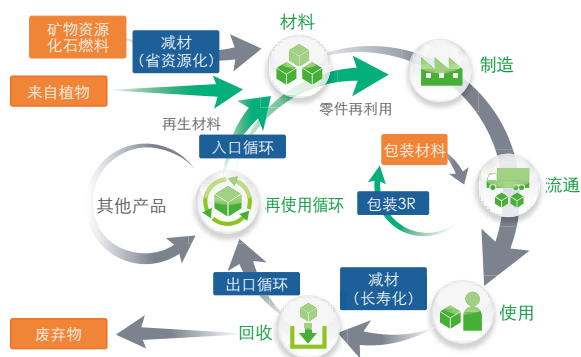 矿物资源
化石燃料
减材
（省资源化）
材料
制造
来自植物
零件再利用
再生材料
入口循环
包装材料
流通
其他产品
再使用循环
包装3R
减材
（长寿化）
出口循环
使用
回收
废弃物